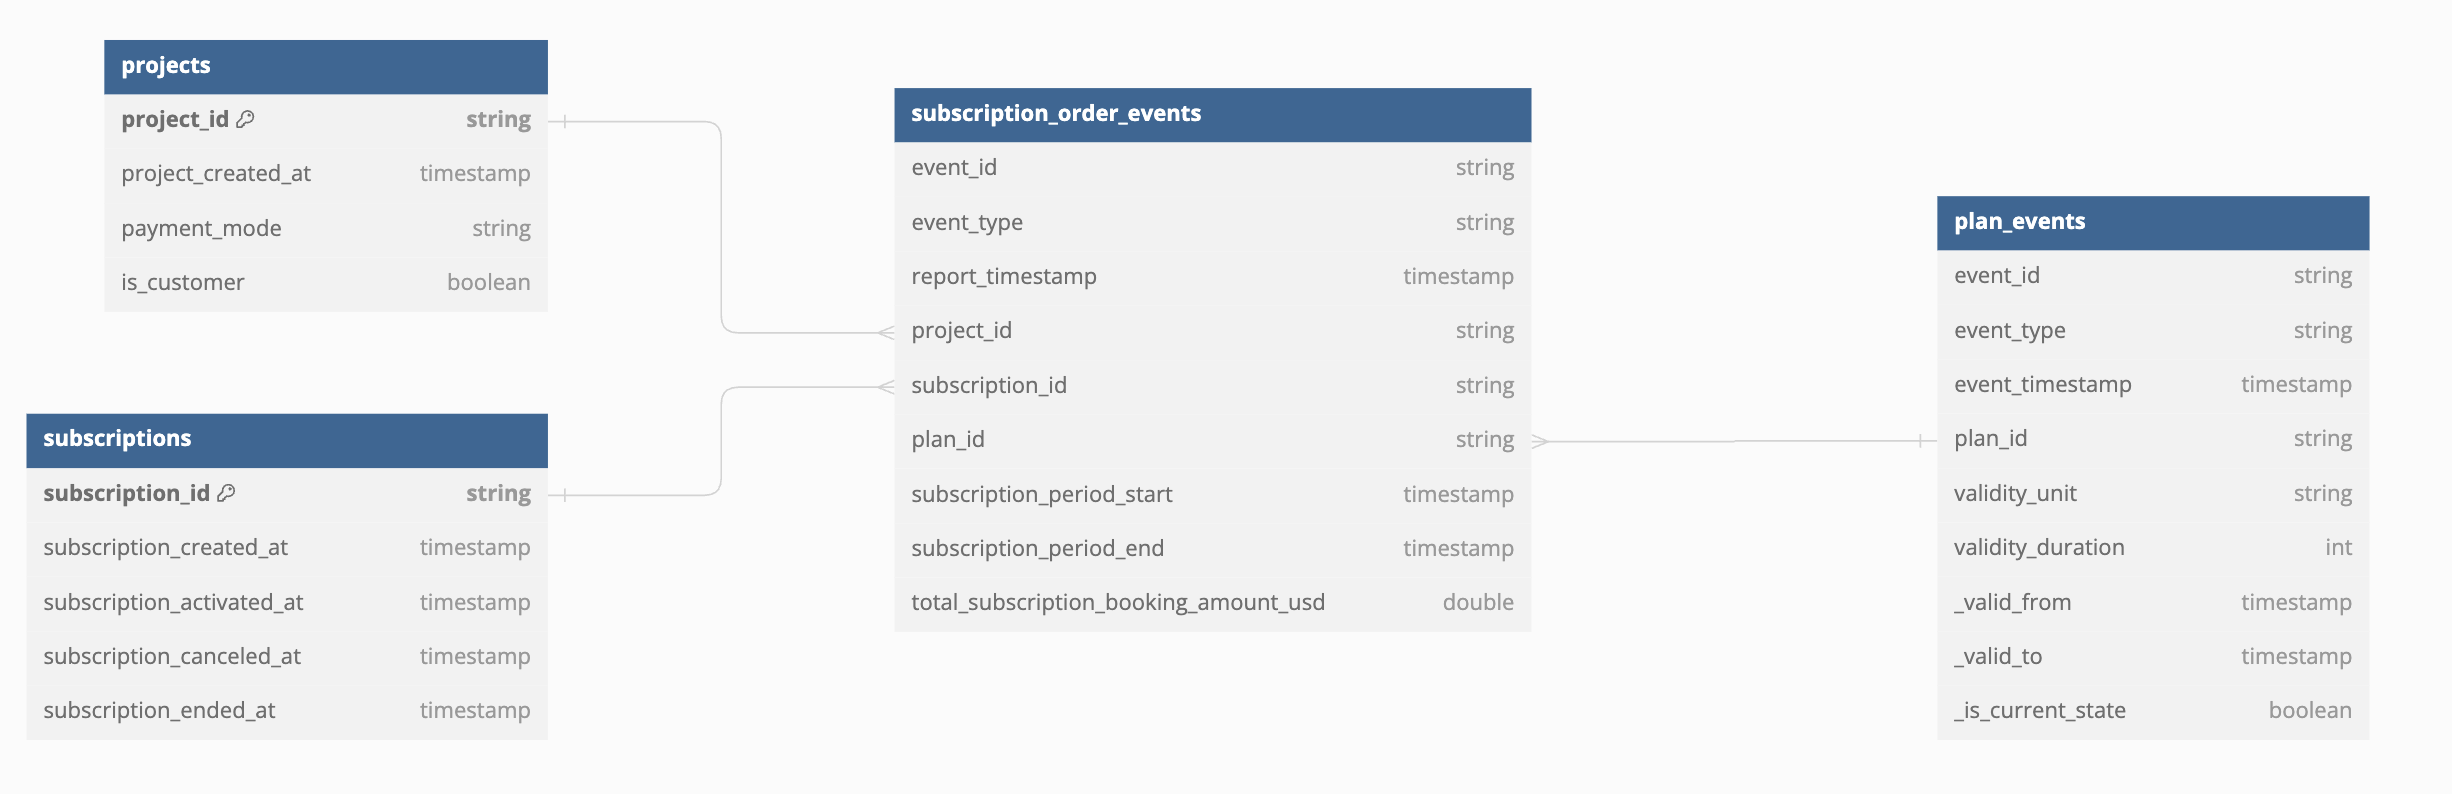 projects
project_id string
project_created_at timestamp
payment_mode string
is_customer boolean
subscriptions
subscription_id string
subscription_created_at timestamp
subscription_activated_at timestamp
subscription_canceled_at timestamp
subscription_ended_at timestamp
subscription_order_events
event_id string
event_type string
report_timestamp timestamp
project_id string
subscription_id string
plan_id string
subscription_period_start timestamp
subscription_period_end timestamp
total_subscription_booking_amount_usd double
plan_events
event_id string
event_type string
event_timestamp timestamp
plan_id string
validity_unit string
validity_duration int
_valid_from timestamp
_valid_to timestamp
_is_current_state boolean